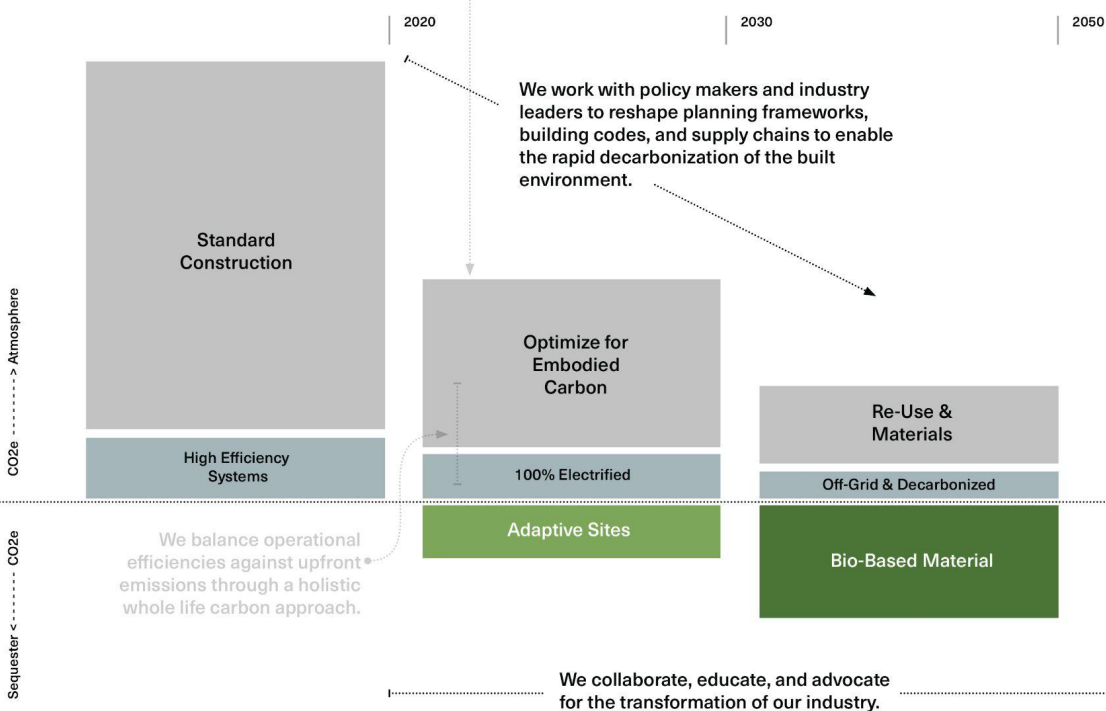 2020
2030
2050
We work with policy makers and industry
leaders to reshape planning frameworks,
building codes, and supply chains to enable
the rapid decarbonization of the built
environment.
Standard
Construction
Optimize for
Embodied
Carbon
Re-Use &
Materials
High Efficiency
Systems
100% Electrified
Off-Grid & Decarbonized
Adaptive Sites
Bio-Based Material
CO2e ------> Atmosphere
Sequester <------ CO2e
We balance operational
efficiencies against upfront
emissions through a holistic
whole life carbon approach.
We collaborate, educate, and advocate
for the transformation of our industry.